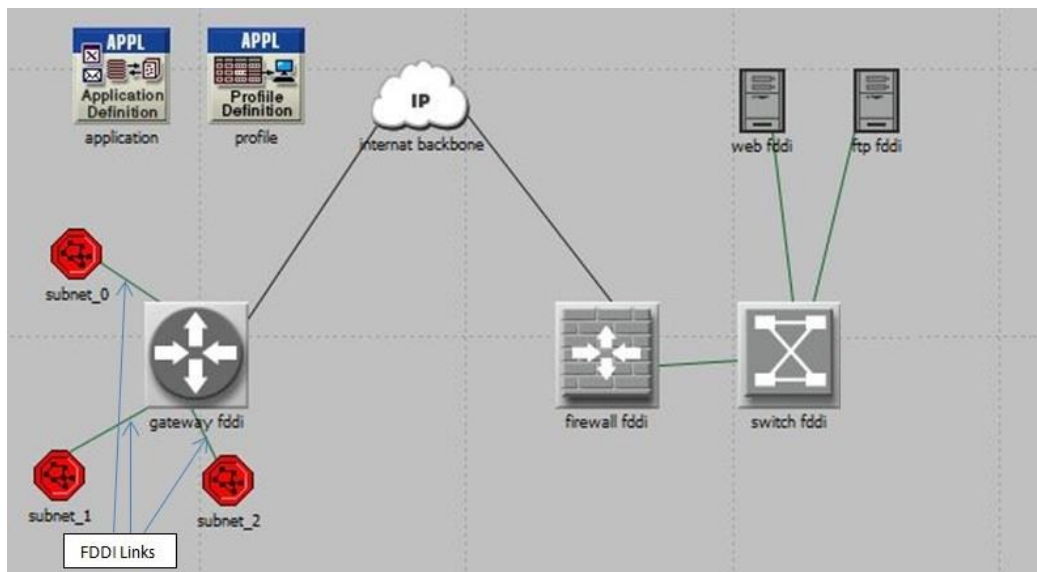 APPL
Application
Definition
application
APPL
Profiile
Definition
profile
IP
internat backbone
web fddi
ftp fddi
subnet_0
gateway fddi
firewall fddi
switch fddi
subnet_1
subnet_2
FDDI Links